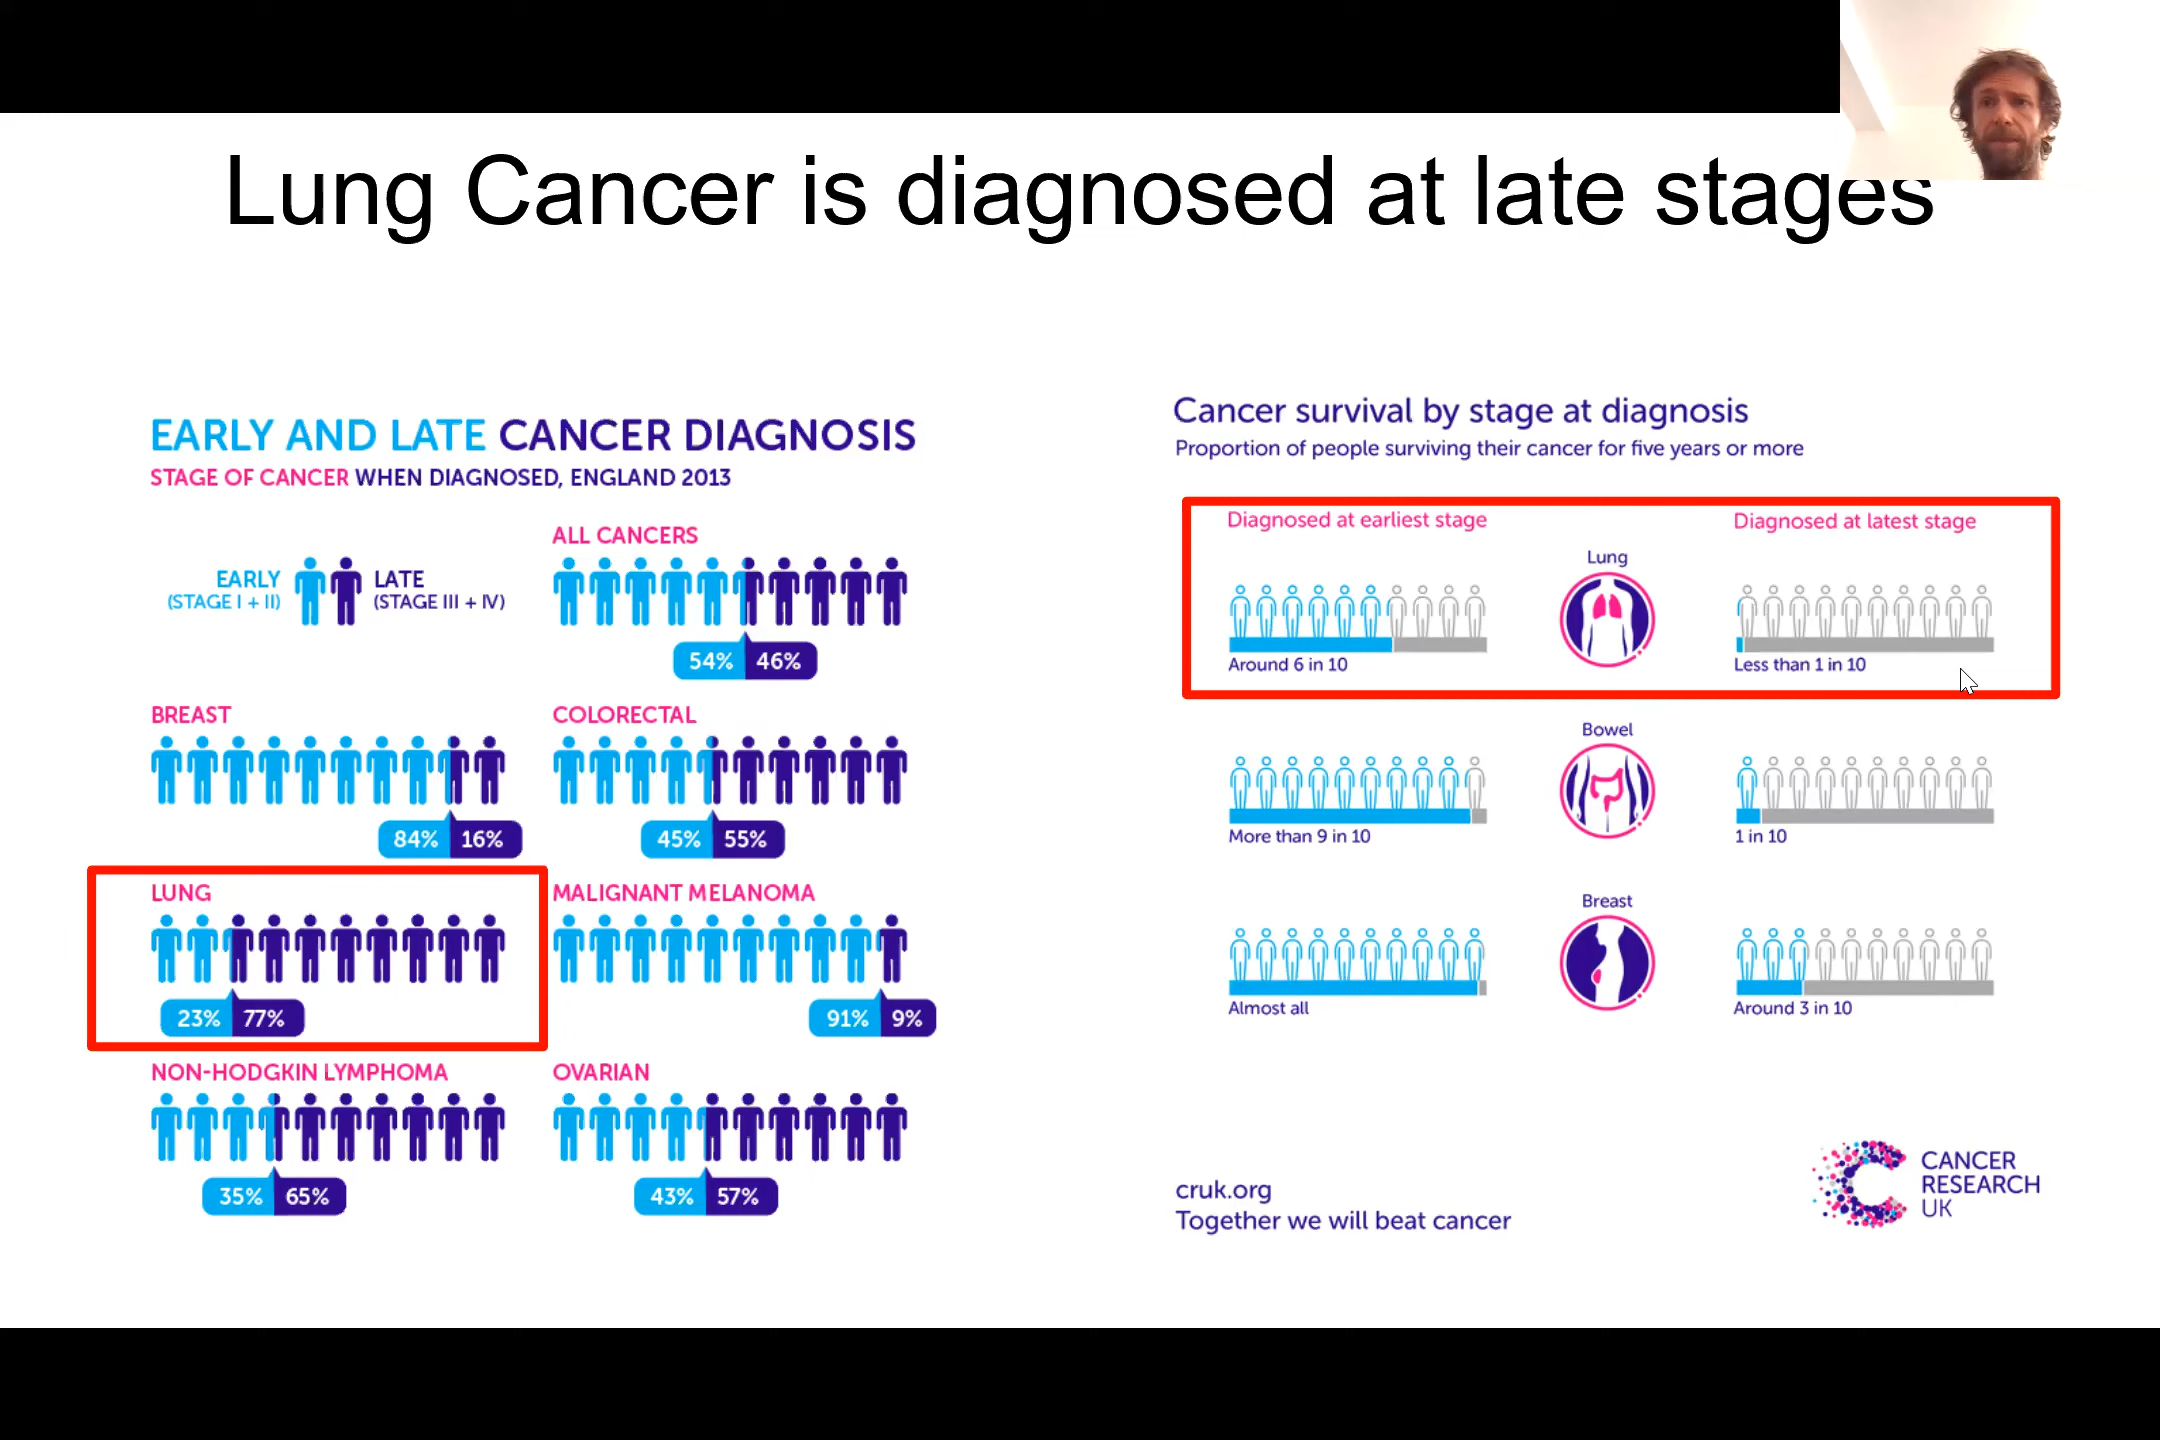 Lung Cancer is diagnosed at late stages
EARLY AND LATE CANCER DIAGNOSIS
STAGE OF CANCER WHEN DIAGNOSED, ENGLAND 2013
EARLY
(STAGE I + II)
LATE
(STAGE III + IV)
ALL CANCERS
54% 46%
BREAST
84% 16%
COLORECTAL
45% 55%
LUNG
23% 77%
MALIGNANT MELANOMA
91% 9%
NON-HODGKIN LYMPHOMA
35% 65%
OVARIAN
43% 57%
Cancer survival by stage at diagnosis
Proportion of people surviving their cancer for five years or more
Diagnosed at earliest stage
Diagnosed at latest stage
Lung
Around 6 in 10
Less than 1 in 10
Bowel
More than 9 in 10
1 in 10
Breast
Almost all
Around 3 in 10
cruk.org
Together we will beat cancer
CANCER
RESEARCH
UK